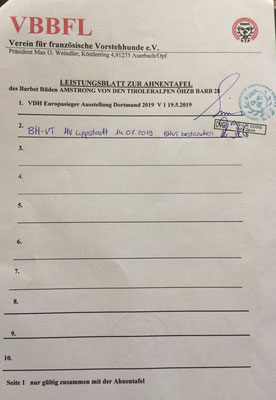 VBBFL
Verein für französische Vorstehhunde e.V.
Präsident Max O. Weindler, Köstlerring 4,91275 Auerbach/Opf
LEISTUNGSBLATT ZUR AHNENTAFEL
des Barbet Rüden AMSTRONG VON DEN TIROLERALPEN ÖHZB BARB 28
1. VDH Europasieger Ausstellung Dortmund 2019 V 1 19.5.2019
2. BH-VT MV Lippstadt 14.07.2019 BHVT bestanden
3.
4.
5.
6.
7.
8.
9.
10.
Seite 1 nur gültig zusammen mit der Ahnentafel